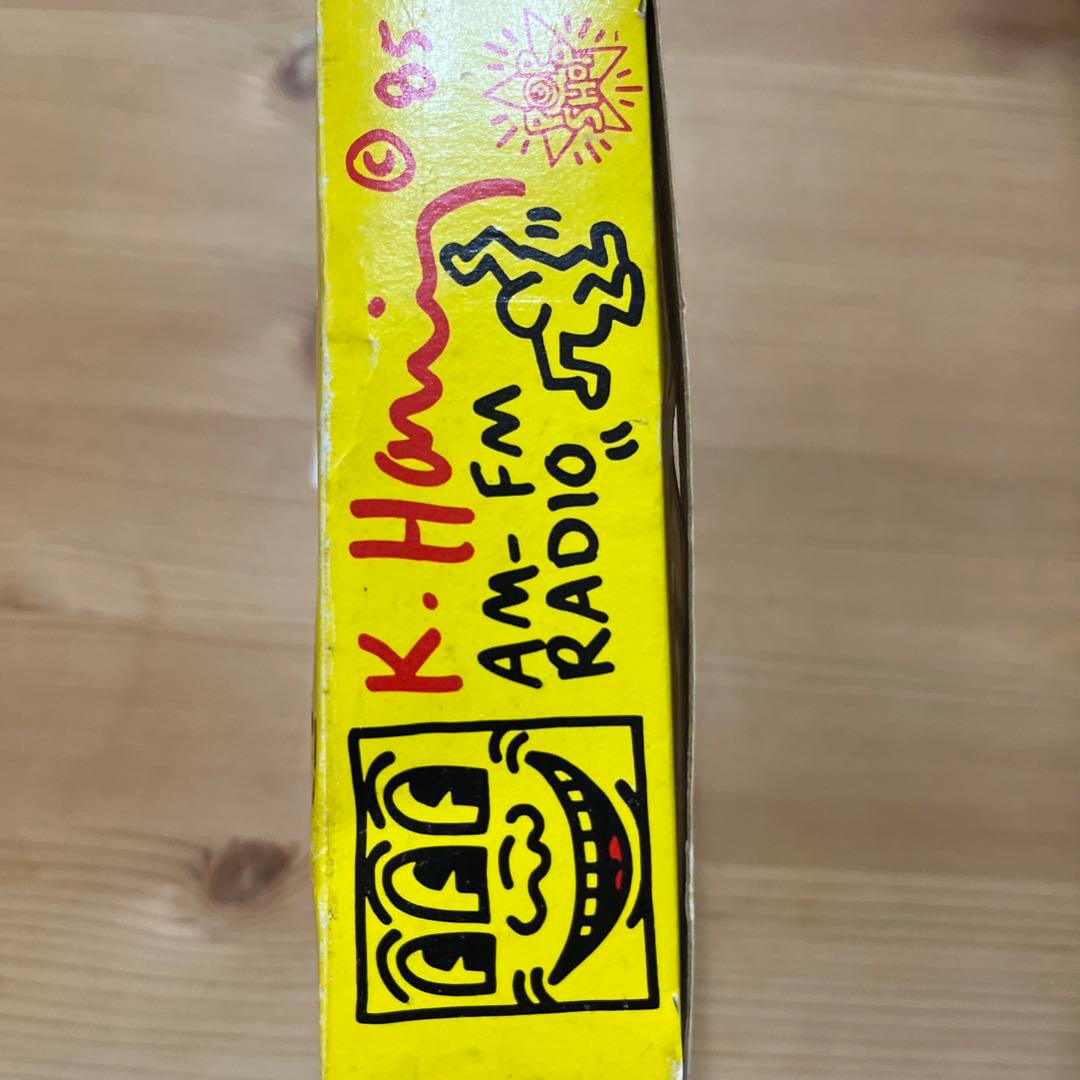 K. Haring © 85
AM-FM
RADIO
POP
SHOP